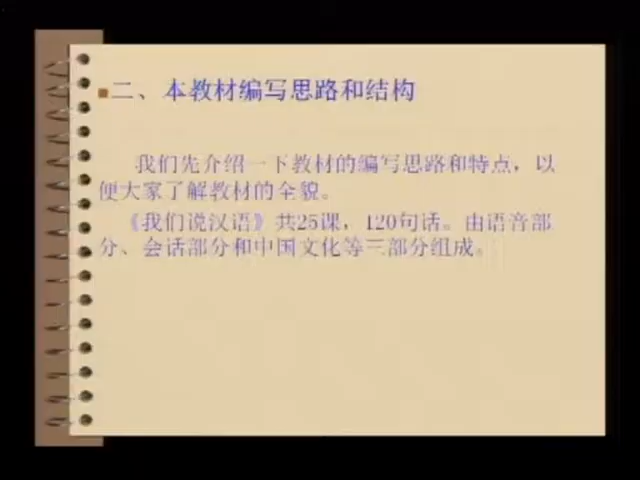 二、本教材编写思路和结构
我们先介绍一下教材的编写思路和特点，以
便大家了解教材的全貌。
《我们说汉语》共25课，120句话。由语音部
分、会话部分和中国文化等三部分组成。